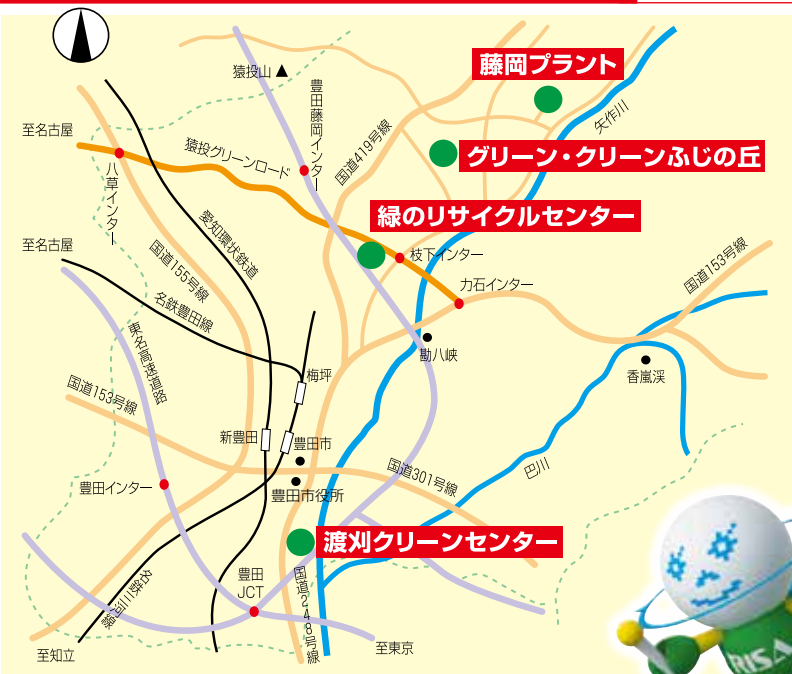 藤岡プラント
猿投山
豊田藤岡インター
矢作川
至名古屋
国道419号線
猿投グリーンロード
グリーン・クリーンふじの丘
八草インター
緑のリサイクルセンター
愛知環状鉄道
至名古屋
国道155号線
枝下インター
国道153号線
力石インター
名鉄豊田線
東名高速道路
勘八峡
梅坪
香嵐渓
国道153号線
新豊田
豊田市
国道301号線
巴川
豊田インター
豊田市役所
渡刈クリーンセンター
豊田
JCT
国道248号線
名鉄三河線
至知立
至東京
RISA